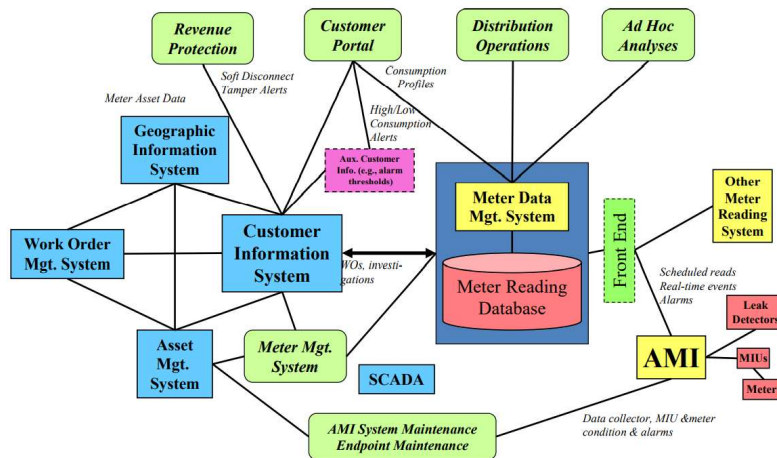 Revenue
Protection
Customer
Portal
Distribution
Operations
Ad Hoc
Analyses
Soft Disconnect
Tamper Alerts
Consumption
Profiles
Meter Asset Data
High/Low
Consumption
Alerts
Geographic
Information
System
Aux. Customer
Info. (e.g., alarm
thresholds)
Meter Data
Mgt. System
Other
Meter
Reading
System
Work Order
Mgt. System
Customer
Information
System
WOs, investi-
gations
Meter Reading
Database
Front End
Scheduled reads
Real-time events
Alarms
Leak
Detectors
Asset
Mgt.
System
Meter Mgt.
System
SCADA
AMI
MIUs
Meter
AMI System Maintenance
Endpoint Maintenance
Data collector, MIU &meter
condition & alarms